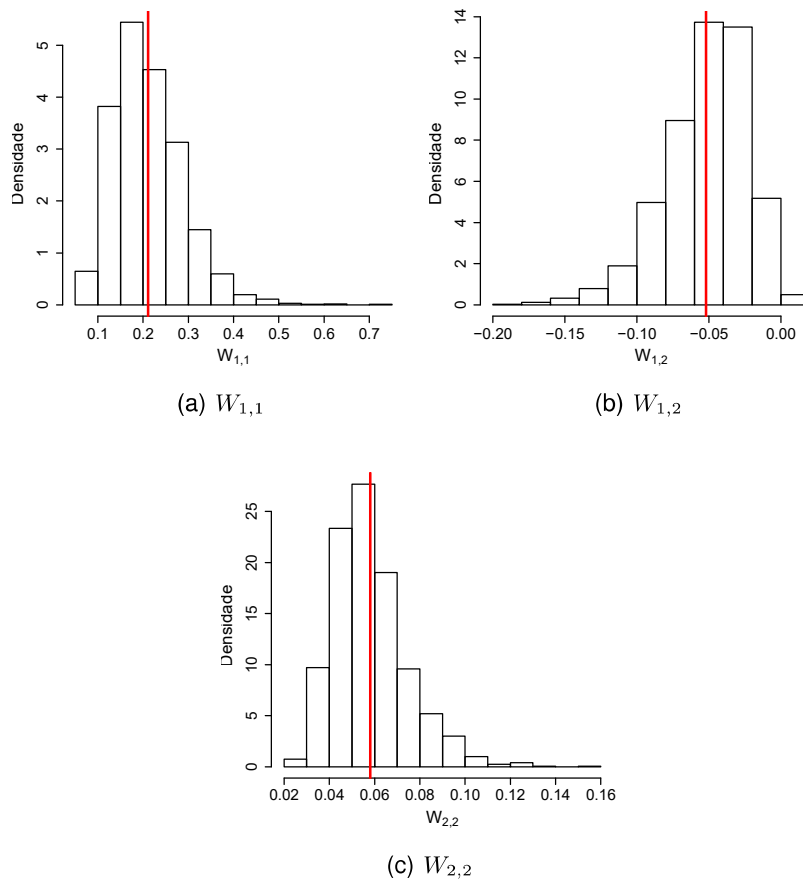 Densidade
0 1 2 3 4 5
0.1 0.2 0.3 0.4 0.5 0.6 0.7
W1,1
(a) W1,1
Densidade
0 2 4 6 8 10 12 14
−0.20 −0.15 −0.10 −0.05 0.00
W1,2
(b) W1,2
Densidade
0 5 10 15 20 25
0.02 0.04 0.06 0.08 0.10 0.12 0.14 0.16
W2,2
(c) W2,2